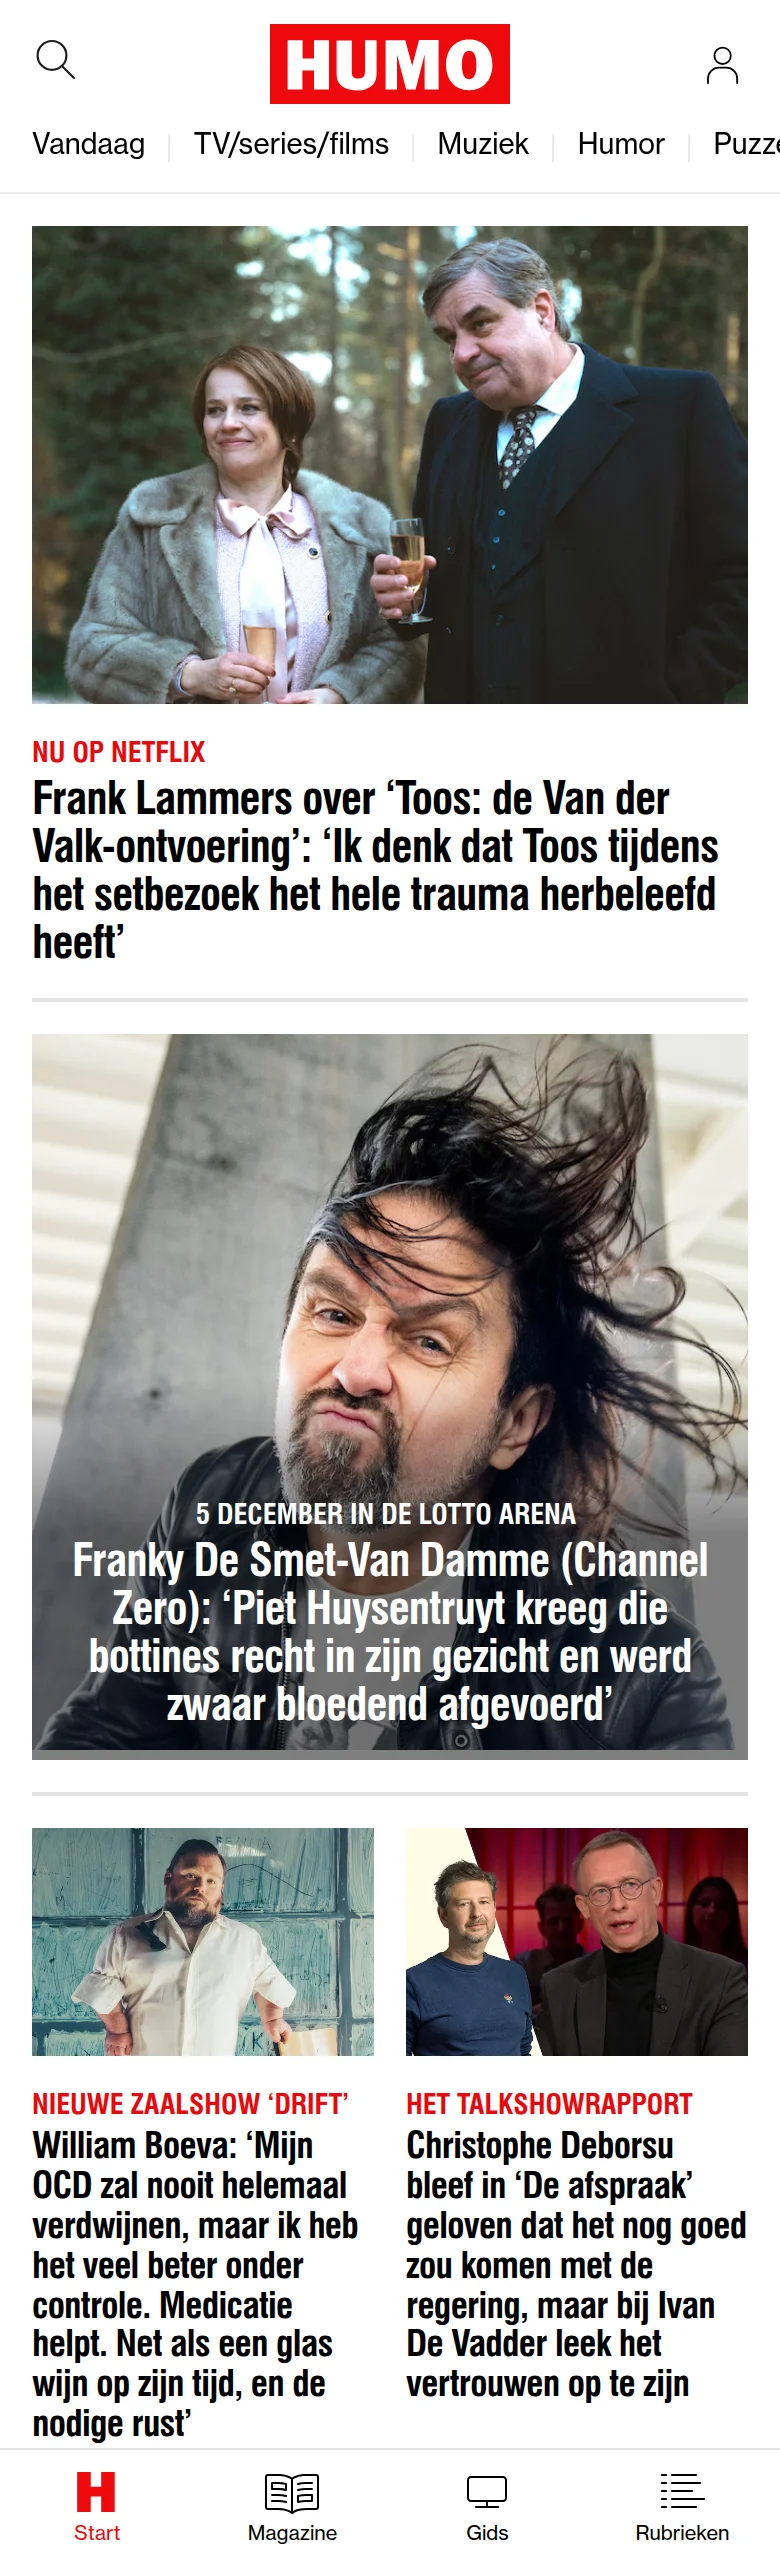 HUMO
Vandaag
TV/series/films
Muziek
Humor
Puzze
NU OP NETFLIX
Frank Lammers over ‘Toos: de Van der
Valk-ontvoering’: ‘Ik denk dat Toos tijdens
het setbezoek het hele trauma herbeleefd
heeft’
5 DECEMBER IN DE LOTTO ARENA
Franky De Smet-Van Damme (Channel
Zero): ‘Piet Huysentruyt kreeg die
bottines recht in zijn gezicht en werd
zwaar bloedend afgevoerd’
NIEUWE ZAALSHOW ‘DRIFT’
William Boeva: ‘Mijn
OCD zal nooit helemaal
verdwijnen, maar ik heb
het veel beter onder
controle. Medicatie
helpt. Net als een glas
wijn op zijn tijd, en de
nodige rust’
HET TALKSHOWRAPPORT
Christophe Deborsu
bleef in ‘De afspraak’
geloven dat het nog goed
zou komen met de
regering, maar bij Ivan
De Vadder leek het
vertrouwen op te zijn
H
Start
Magazine
Gids
Rubrieken